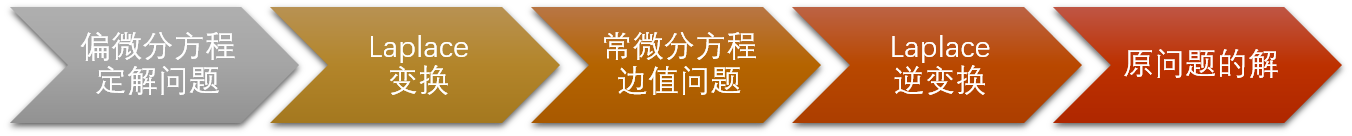 偏微分方程
定解问题
Laplace
变换
常微分方程
边值问题
Laplace
逆变换
原问题的解